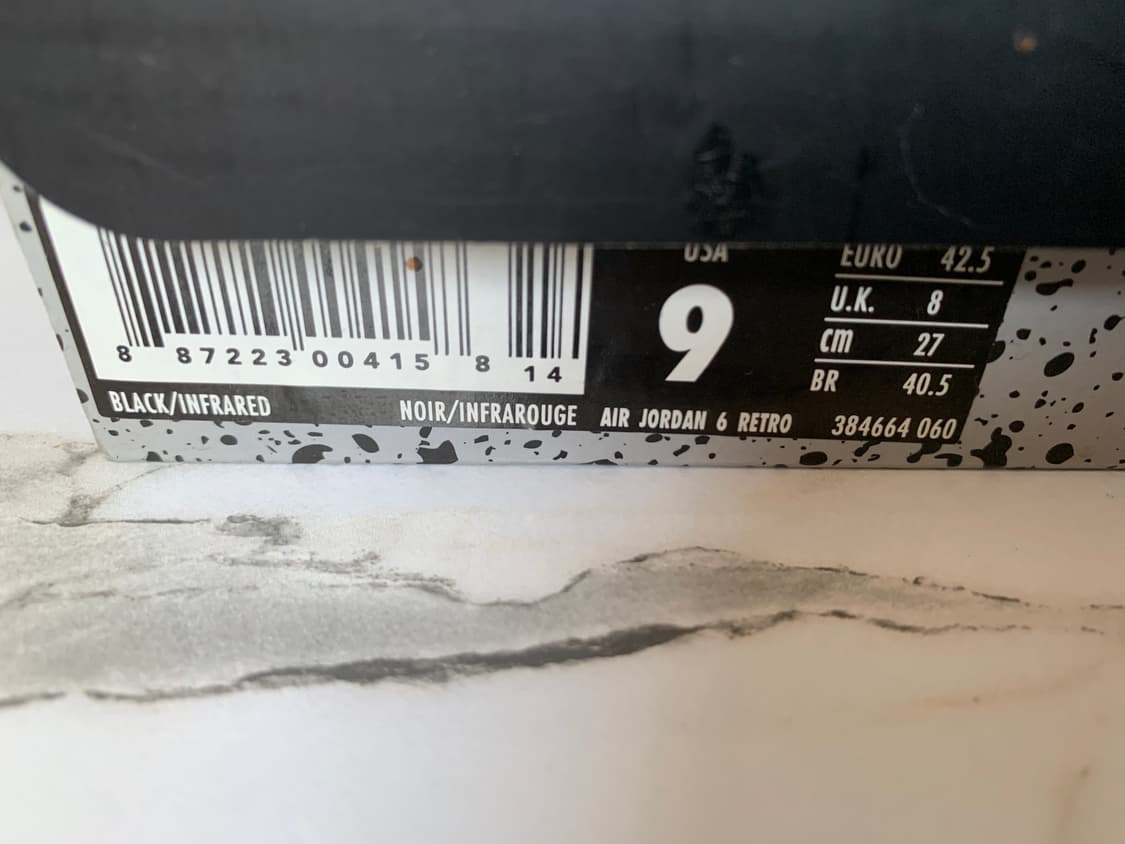 USA
9
EURO 42.5
U.K. 8
cm 27
BR 40.5
8 87223 00415 8 14
BLACK/INFRARED NOIR/INFRAROUGE AIR JORDAN 6 RETRO 384664 060